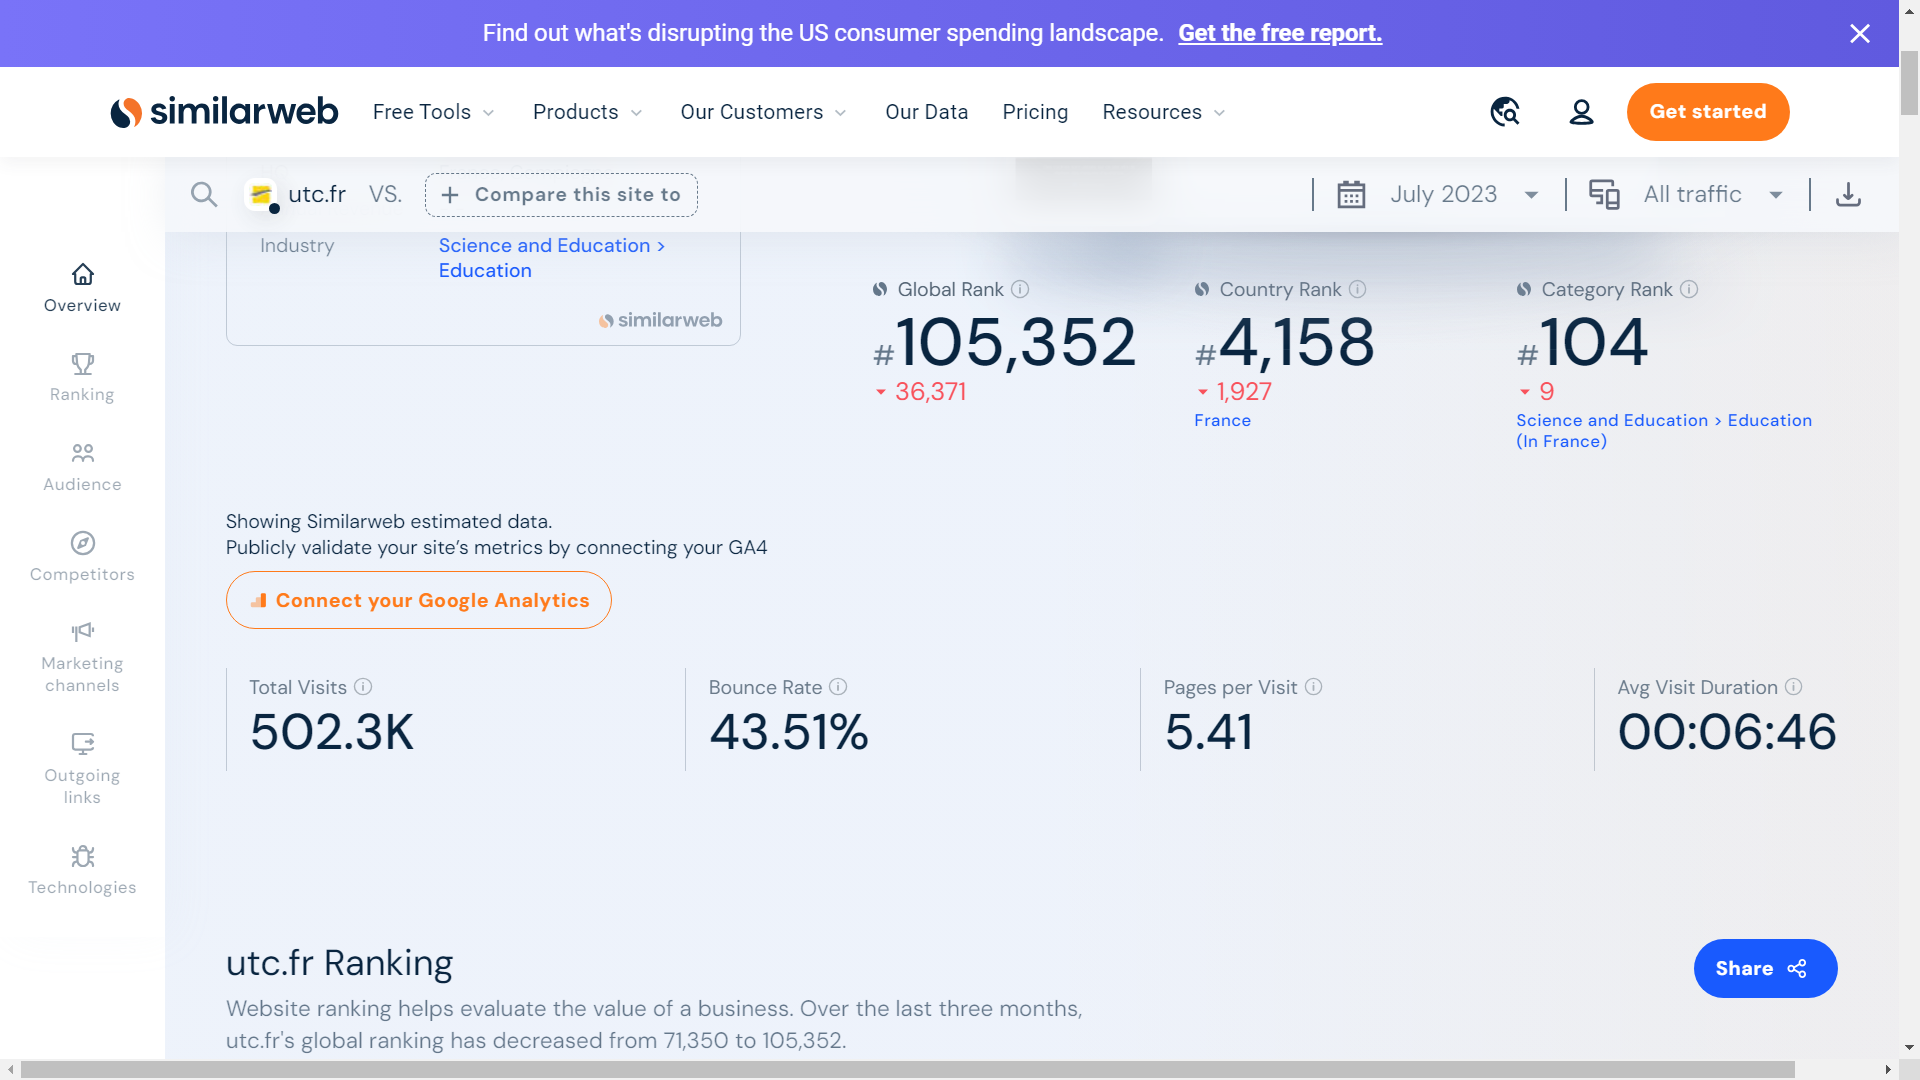 Find out what's disrupting the US consumer spending landscape. Get the free report.
similarweb Free Tools Products Our Customers Our Data Pricing Resources Get started
utc.fr VS. + Compare this site to July 2023 All traffic
Industry Science and Education >
Education
similarweb
Overview
Ranking
Audience
Competitors
Marketing
channels
Outgoing
links
Technologies
Global Rank
#105,352
36,371
Country Rank
#4,158
1,927
France
Category Rank
#104
9
Science and Education > Education
(In France)
Showing Similarweb estimated data.
Publicly validate your site’s metrics by connecting your GA4
Connect your Google Analytics
Total Visits
502.3K
Bounce Rate
43.51%
Pages per Visit
5.41
Avg Visit Duration
00:06:46
utc.fr Ranking
Share
Website ranking helps evaluate the value of a business. Over the last three months,
utc.fr's global ranking has decreased from 71,350 to 105,352.